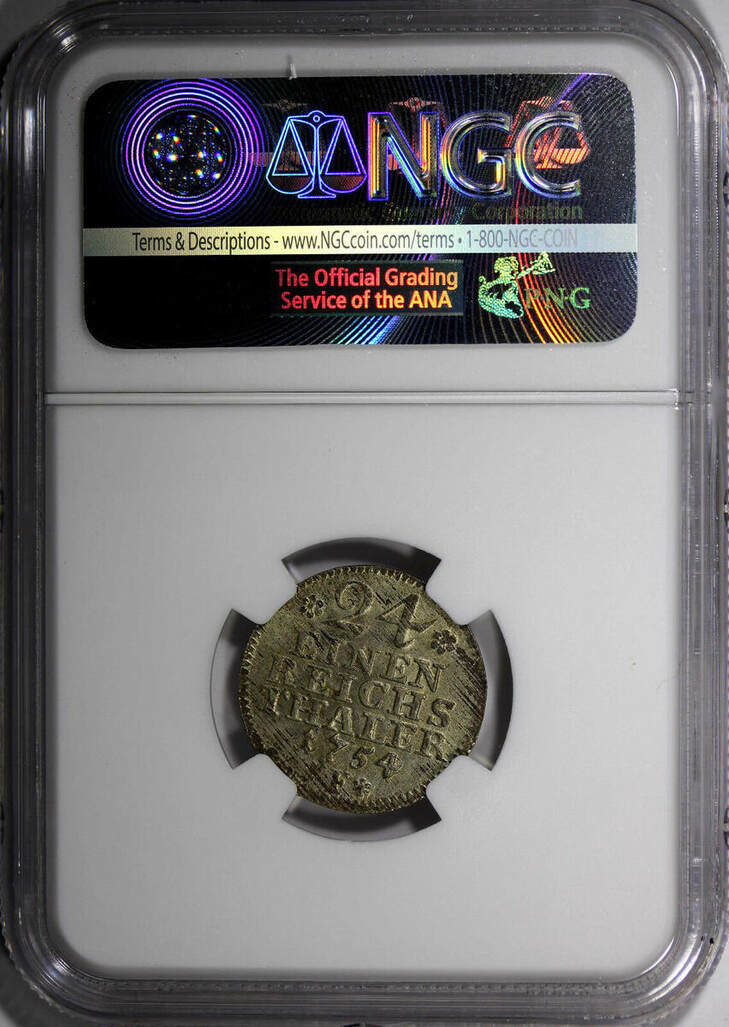 NGC
Corporation
Terms & Descriptions - www.NGCcoin.com/terms • 1-800-NGC-COIN
The Official Grading
Service of the ANA
P·N·G
24
EINEN
REICHS
THALER
1754